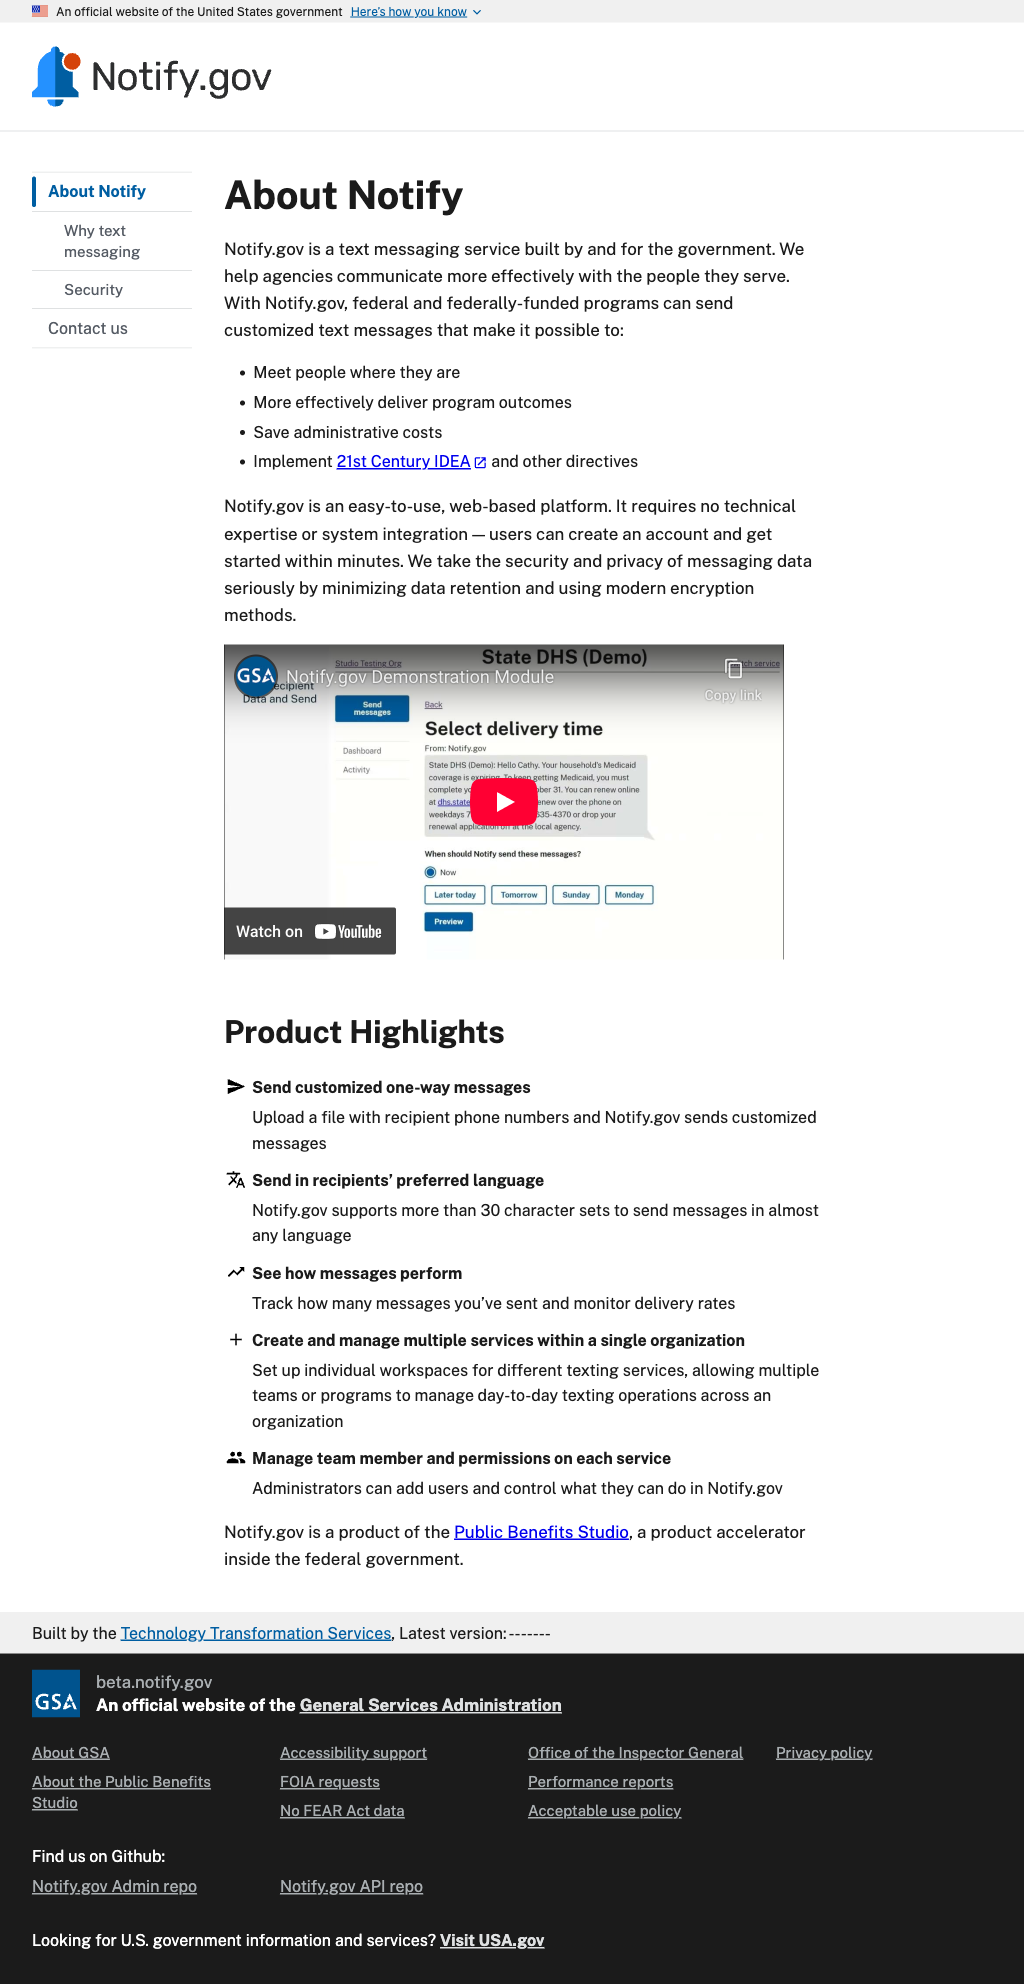 An official website of the United States government Here's how you know
Notify.gov
About Notify
Why text
messaging
Security
Contact us
About Notify
Notify.gov is a text messaging service built by and for the government. We
help agencies communicate more effectively with the people they serve.
With Notify.gov, federal and federally-funded programs can send
customized text messages that make it possible to:
• Meet people where they are
• More effectively deliver program outcomes
• Save administrative costs
• Implement 21st Century IDEA and other directives
Notify.gov is an easy-to-use, web-based platform. It requires no technical
expertise or system integration — users can create an account and get
started within minutes. We take the security and privacy of messaging data
seriously by minimizing data retention and using modern encryption
methods.
GSA
Notify.gov Demonstration Module
Copy link
Studio Testing Org
State DHS (Demo)
service
Data and Send
Send
messages
Dashboard
Activity
Back
Select delivery time
From: Notify.gov
State DHS (Demo): Hello Cathy. Your household's Medicaid
coverage is expiring. To keep getting Medicaid, you must
complete 31. You can renew online
at renew over the phone on
weekdays 4370 or drop your
renewal application off at the local agency.
When should Notify send these messages?
Now
Later today Tomorrow Sunday Monday
Preview
Watch on YouTube
Product Highlights
Send customized one-way messages
Upload a file with recipient phone numbers and Notify.gov sends customized
messages
Send in recipients’ preferred language
Notify.gov supports more than 30 character sets to send messages in almost
any language
See how messages perform
Track how many messages you’ve sent and monitor delivery rates
Create and manage multiple services within a single organization
Set up individual workspaces for different texting services, allowing multiple
teams or programs to manage day-to-day texting operations across an
organization
Manage team member and permissions on each service
Administrators can add users and control what they can do in Notify.gov
Notify.gov is a product of the Public Benefits Studio, a product accelerator
inside the federal government.
Built by the Technology Transformation Services, Latest version: -------
GSA
beta.notify.gov
An official website of the General Services Administration
About GSA
About the Public Benefits
Studio
Accessibility support
FOIA requests
No FEAR Act data
Office of the Inspector General
Performance reports
Acceptable use policy
Privacy policy
Find us on Github:
Notify.gov Admin repo
Notify.gov API repo
Looking for U.S. government information and services? Visit USA.gov